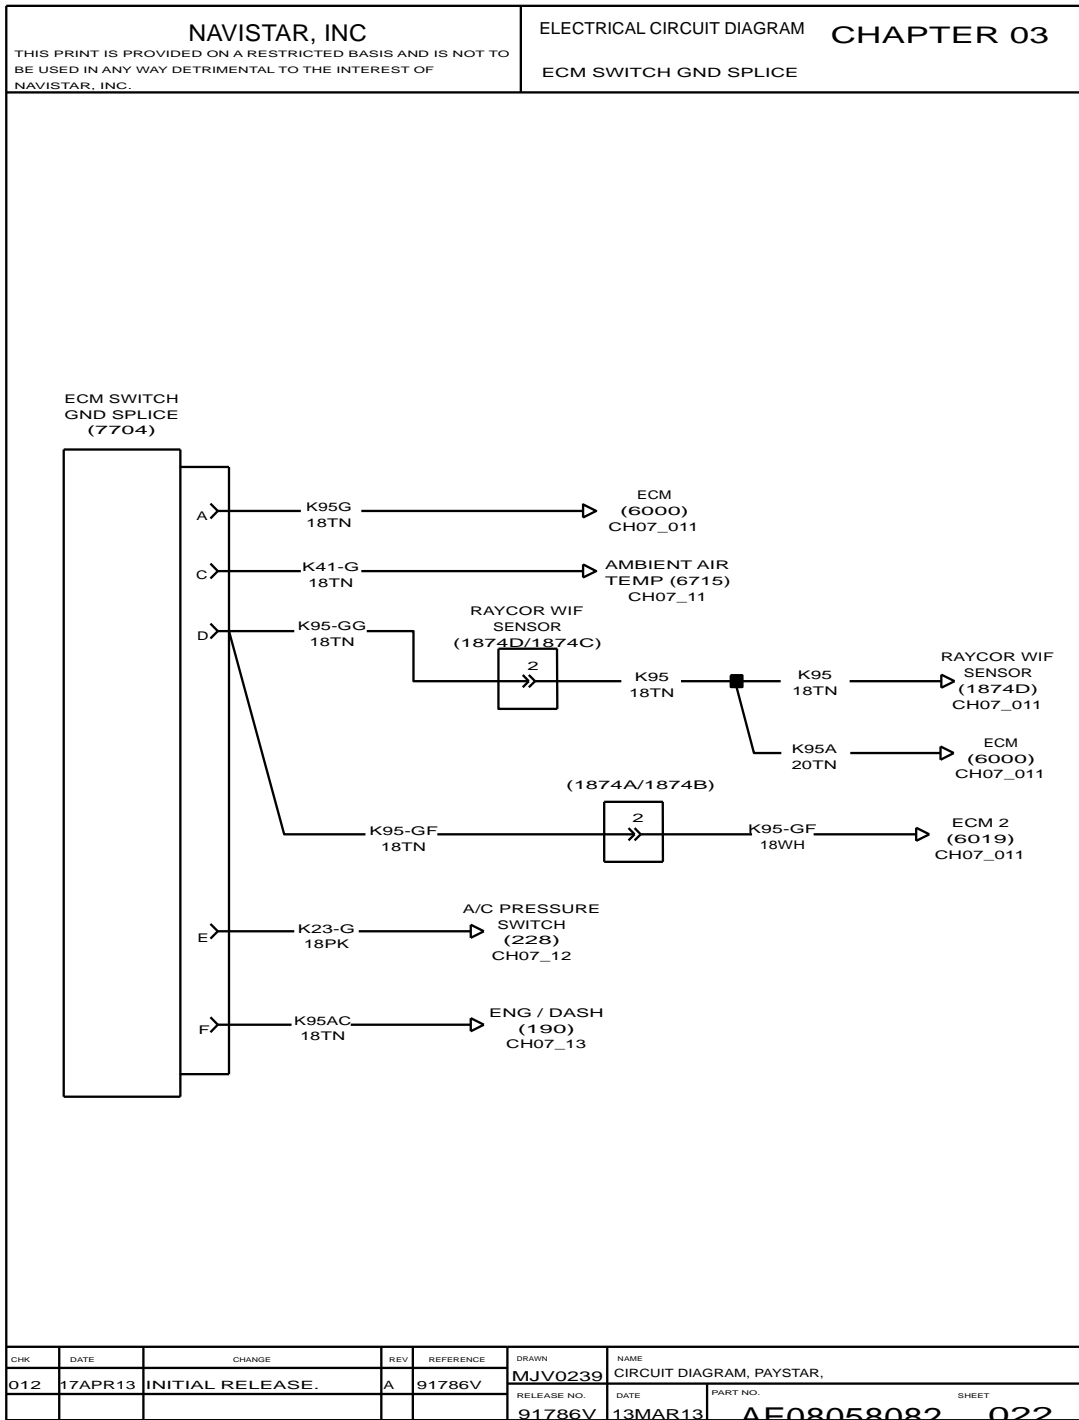 NAVISTAR, INC
THIS PRINT IS PROVIDED ON A RESTRICTED BASIS AND IS NOT TO
BE USED IN ANY WAY DETRIMENTAL TO THE INTEREST OF
NAVISTAR, INC.
ELECTRICAL CIRCUIT DIAGRAM
CHAPTER 03
ECM SWITCH GND SPLICE
ECM SWITCH
GND SPLICE
(7704)
A
K95G
18TN
ECM
(6000)
CH07_011
C
K41-G
18TN
AMBIENT AIR
TEMP (6715)
CH07_11
D
K95-GG
18TN
RAYCOR WIF
SENSOR
(1874D/1874C)
2
K95
18TN
K95
18TN
RAYCOR WIF
SENSOR
(1874D)
CH07_011
K95A
20TN
ECM
(6000)
CH07_011
K95-GF
18TN
(1874A/1874B)
2
K95-GF
18WH
ECM 2
(6019)
CH07_011
E
K23-G
18PK
A/C PRESSURE
SWITCH
(228)
CH07_12
F
K95AC
18TN
ENG / DASH
(190)
CH07_13
CHK DATE CHANGE REV REFERENCE
012 17APR13 INITIAL RELEASE. A 91786V
DRAWN
MJV0239
NAME
CIRCUIT DIAGRAM, PAYSTAR,
RELEASE NO.
91786V
DATE
13MAR13
PART NO.
AE08058082
SHEET
022